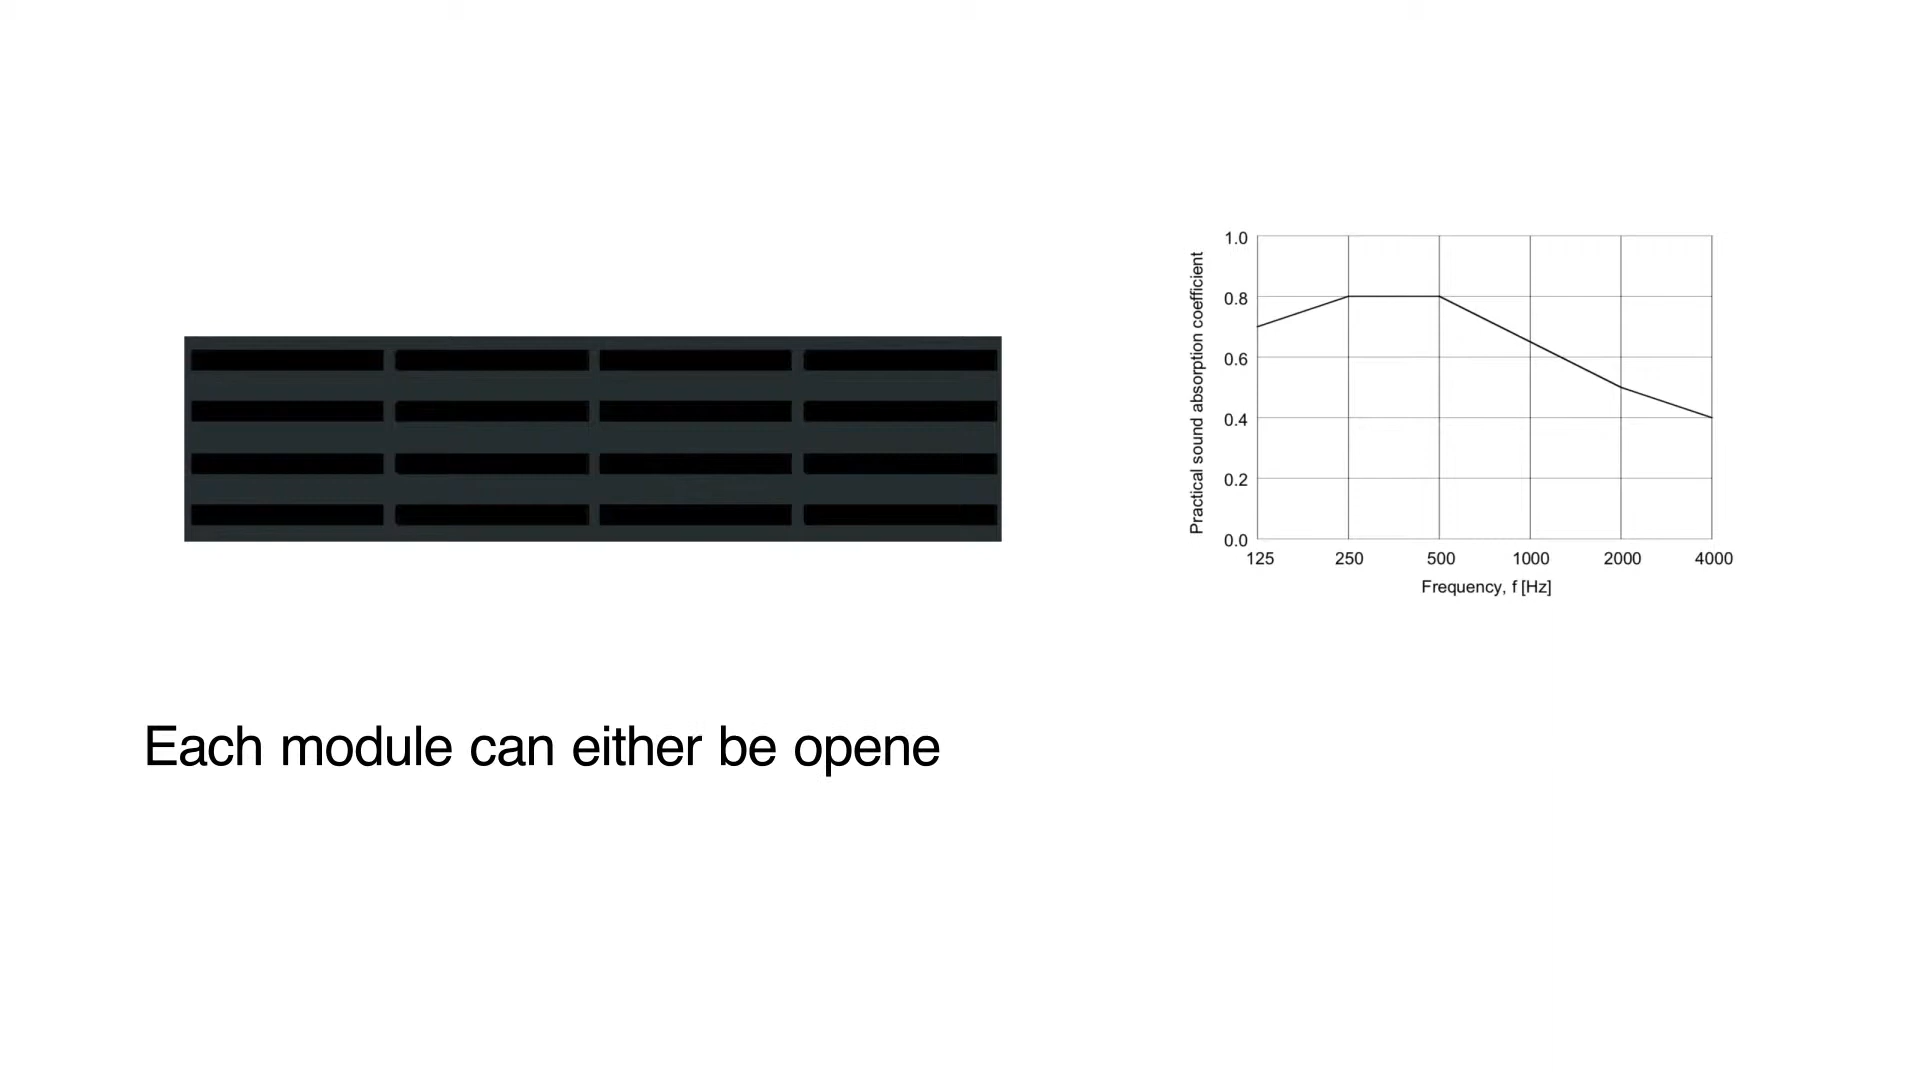 Practical sound absorption coefficient
1.0
0.8
0.6
0.4
0.2
0.0
125 250 500 1000 2000 4000
Frequency, f [Hz]
Each module can either be opene